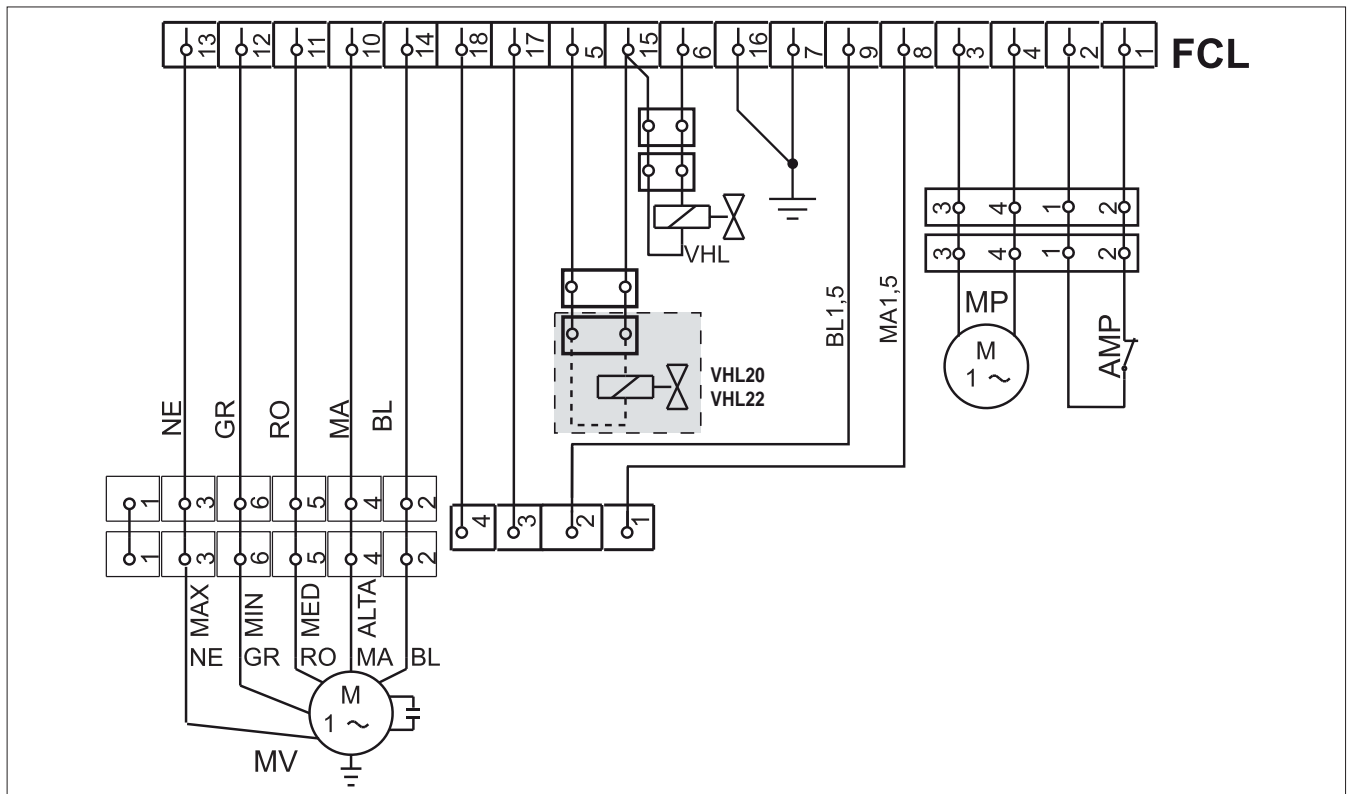 13 12 11 10 14 18 17 5 15 6 16 7 9 8 3 4 2 1 FCL
3 4 1 2
VHL
3 4 1 2
BL1,5 MA1,5
MP
M
1 ~
AMP
VHL20
VHL22
NE GR RO MA BL
1 3 6 5 4 2
4 3 2 1
1 3 6 5 4 2
MAX MIN MED ALTA
NE GR RO MA BL
M
1 ~
MV